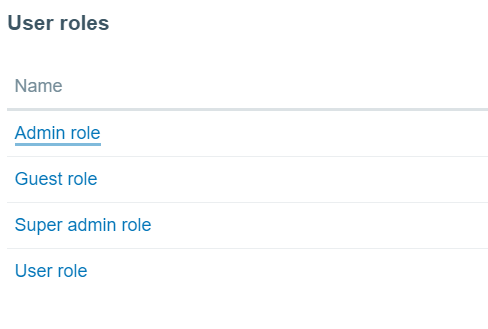 User roles
Name
Admin role
Guest role
Super admin role
User role